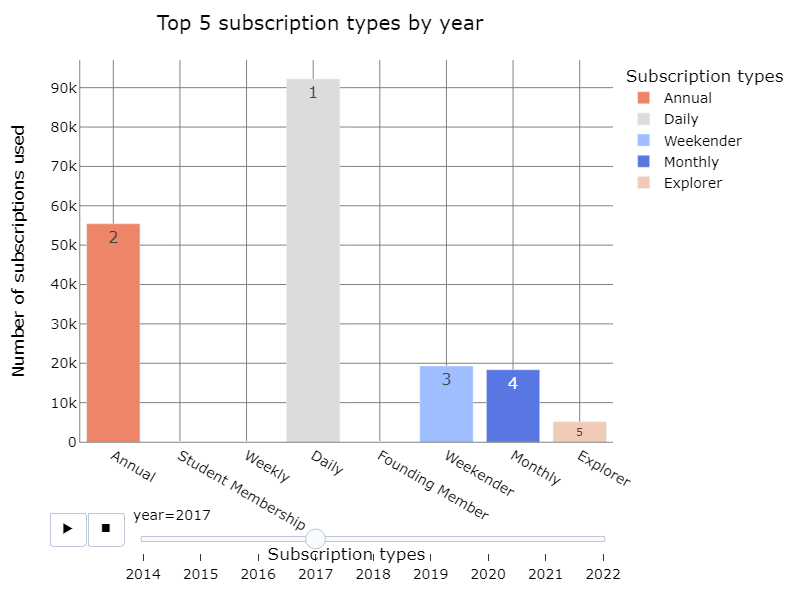 Top 5 subscription types by year
Number of subscriptions used
90k
80k
70k
60k
50k
40k
30k
20k
10k
0
2
1
3
4
5
Annual
Student Membership
Weekly
Daily
Founding Member
Weekender
Monthly
Explorer
Subscription types
Annual
Daily
Weekender
Monthly
Explorer
year=2017
Subscription types
2014 2015 2016 2017 2018 2019 2020 2021 2022